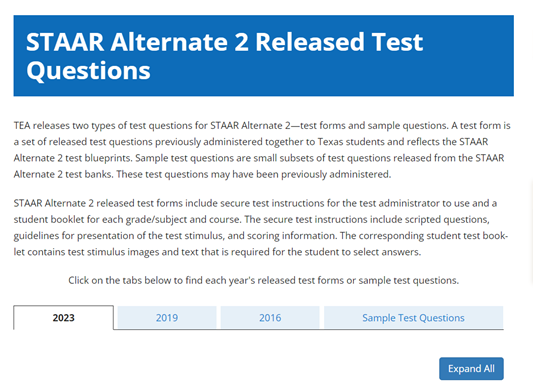 STAAR Alternate 2 Released Test
Questions
TEA releases two types of test questions for STAAR Alternate 2—test forms and sample questions. A test form is
a set of released test questions previously administered together to Texas students and reflects the STAAR
Alternate 2 test blueprints. Sample test questions are small subsets of test questions released from the STAAR
Alternate 2 test banks. These test questions may have been previously administered.
STAAR Alternate 2 released test forms include secure test instructions for the test administrator to use and a
student booklet for each grade/subject and course. The secure test instructions include scripted questions,
guidelines for presentation of the test stimulus, and scoring information. The corresponding student test book-
let contains test stimulus images and text that is required for the student to select answers.
Click on the tabs below to find each year's released test forms or sample test questions.
2023 2019 2016 Sample Test Questions
Expand All